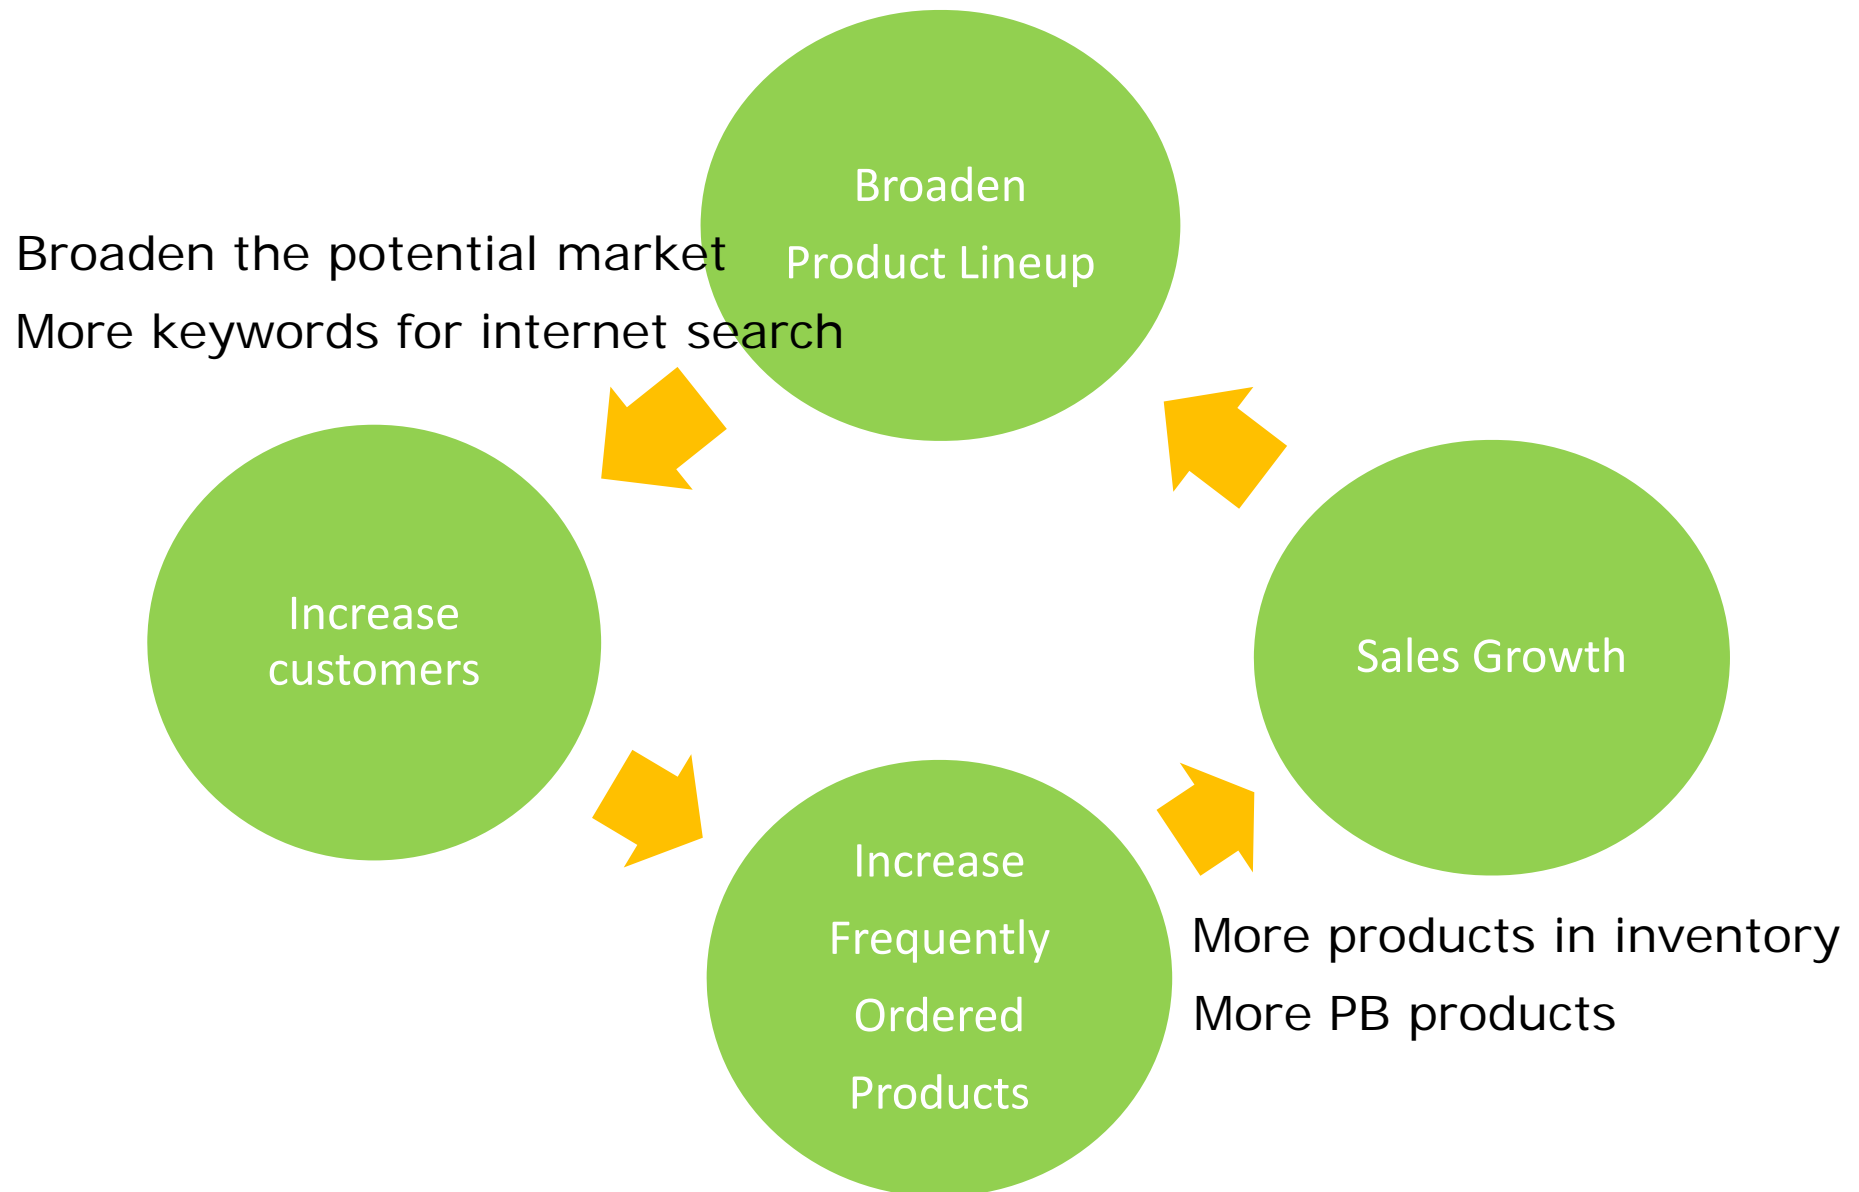 Broaden
Product Lineup
Broaden the potential market
More keywords for internet search
Increase
customers
Sales Growth
Increase
Frequently
Ordered
Products
More products in inventory
More PB products